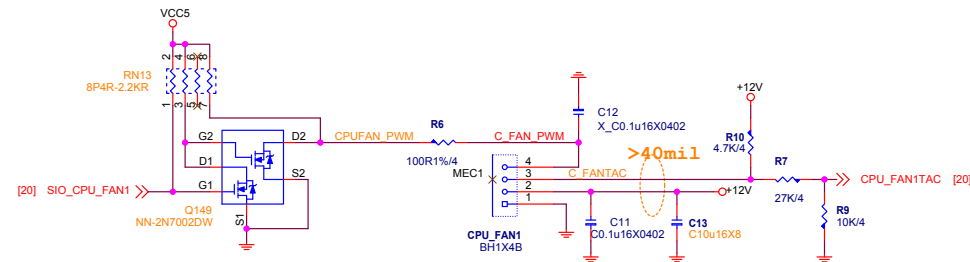 VCC5
2 4 6 8
RN13
8P4R-2.2KR
1 3 5 7
+12V
C12
X_C0.1u16X0402
G2 D2
CPUFAN_PWM
R6
C_FAN_PWM
100R1%/4
R10
4.7K/4
>40mil
D1
S2
MEC1
4
3
2
1
C_FANTAC
R7
[20] SIO_CPU_FAN1
G1
+12V
CPU_FAN1TAC [20]
27K/4
Q149
NN-2N7002DW
S1
C11
C0.1u16X0402
C13
C10u16X8
R9
10K/4
CPU_FAN1
BH1X4B